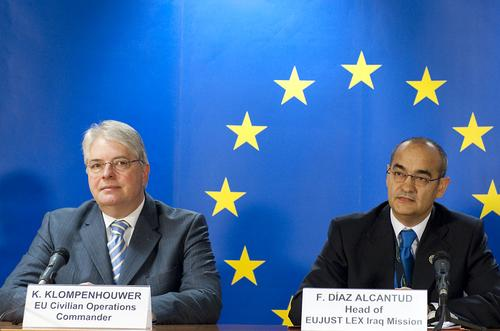 K. KLOMPENHOUWER
EU Civilian Operations
Commander
F. DÍAZ ALCANTUD
Head of
EUJUST LEX Iraq Mission